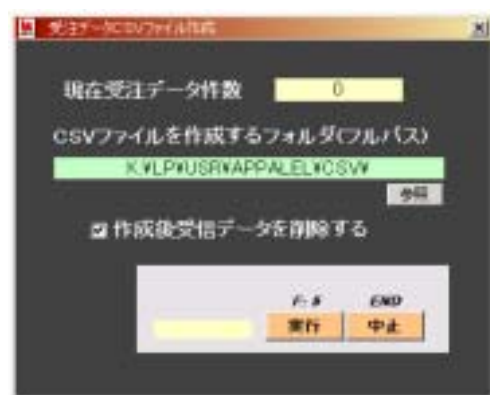 受注データCSVファイル作成
現在受注データ件数 0
CSVファイルを作成するフォルダ(フルパス)
K:¥LP¥USR¥APPALEL¥CSV¥
参照
作成後受信データを削除する
END
実行 中止